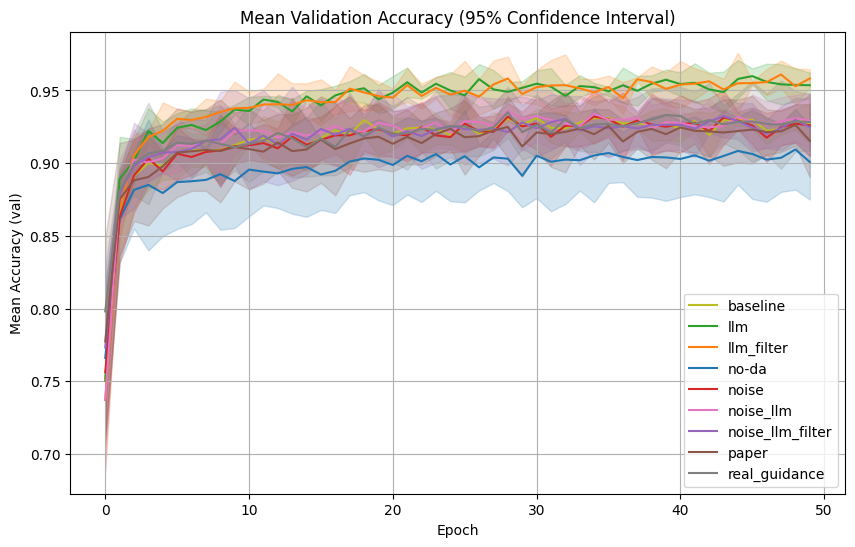 Mean Validation Accuracy (95% Confidence Interval)
Mean Accuracy (val)
0.95
0.90
0.85
0.80
0.75
0.70
baseline
llm
llm_filter
no-da
noise
noise_llm
noise_llm_filter
paper
real_guidance
0 10 20 30 40 50
Epoch